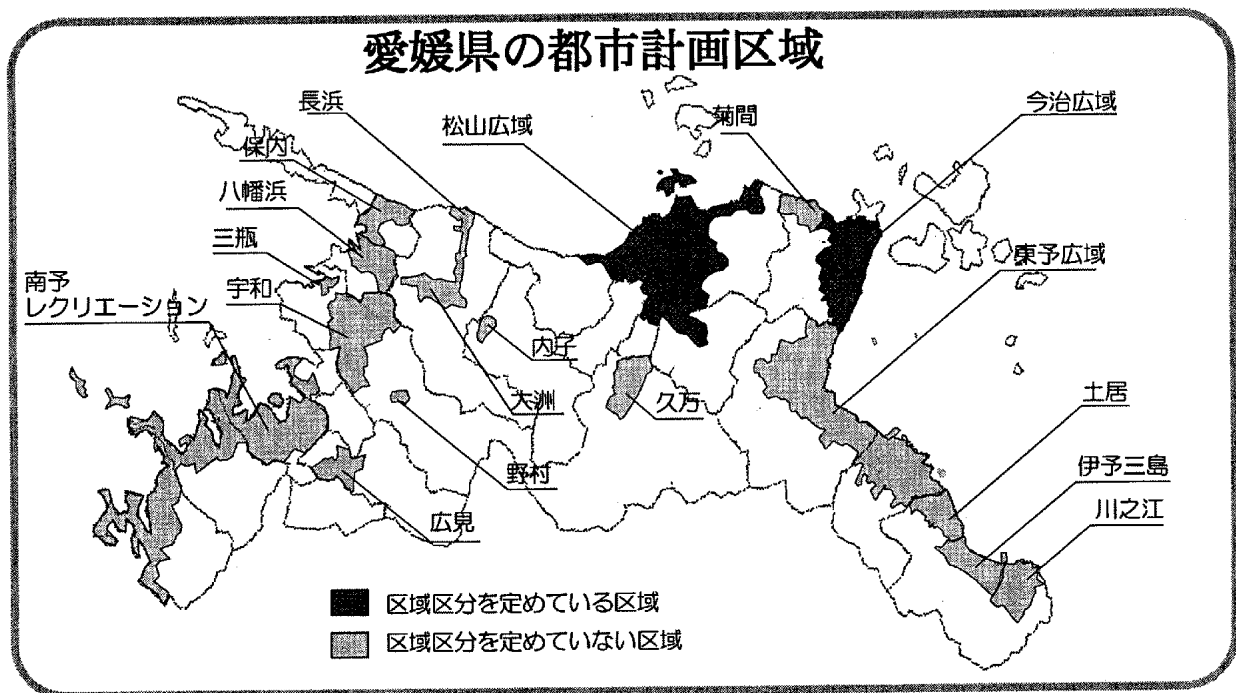 愛媛県の都市計画区域
長浜
松山広域
菊間
今治広域
保内
八幡浜
三瓶
宇和
南予
レクリエーション
東予広域
内子
大洲
久万
土居
野村
伊予三島
広見
川之江
区域区分を定めている区域
区域区分を定めていない区域